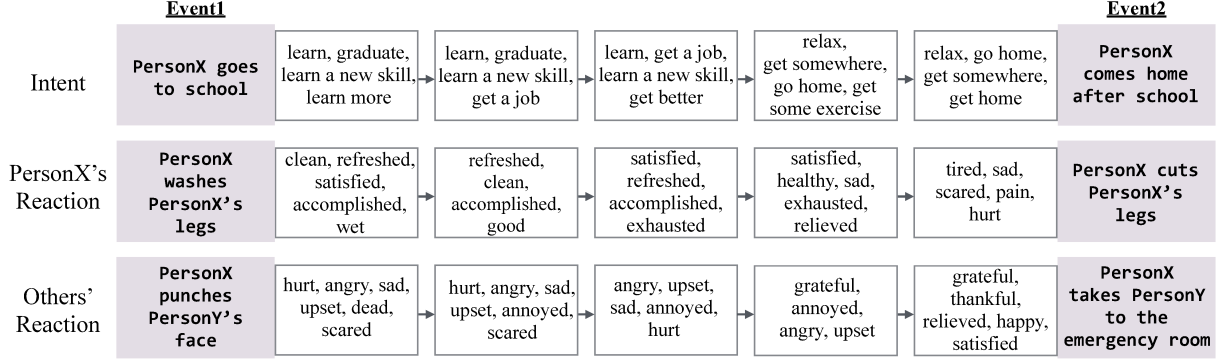 Event1
Event2
Intent
PersonX goes
to school
learn, graduate,
learn a new skill,
learn more
learn, graduate,
learn a new skill,
get a job
learn, get a job,
learn a new skill,
get better
relax,
get somewhere,
go home, get
some exercise
relax, go home,
get somewhere,
get home
PersonX
comes home
after school
PersonX's
Reaction
PersonX
washes
PersonX's
legs
clean, refreshed,
satisfied,
accomplished,
wet
refreshed,
clean,
accomplished,
good
satisfied,
refreshed,
accomplished,
exhausted
satisfied,
healthy, sad,
exhausted,
relieved
tired, sad,
scared, pain,
hurt
PersonX cuts
PersonX's
legs
Others'
Reaction
PersonX
punches
PersonY's
face
hurt, angry, sad,
upset, dead,
scared
hurt, angry, sad,
upset, annoyed,
scared
angry, upset,
sad, annoyed,
hurt
grateful,
annoyed,
angry, upset
grateful,
thankful,
relieved, happy,
satisfied
PersonX
takes PersonY
to the
emergency room